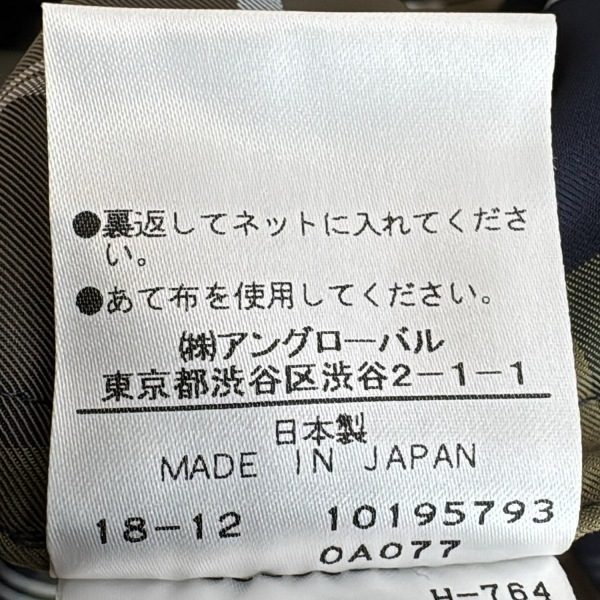 ●裏返してネットに入れてくださ
い。
●あて布を使用してください。
㈱アングローバル
東京都渋谷区渋谷2-1-1
日本製
MADE IN JAPAN
18-12 10195793
0A077
H-764